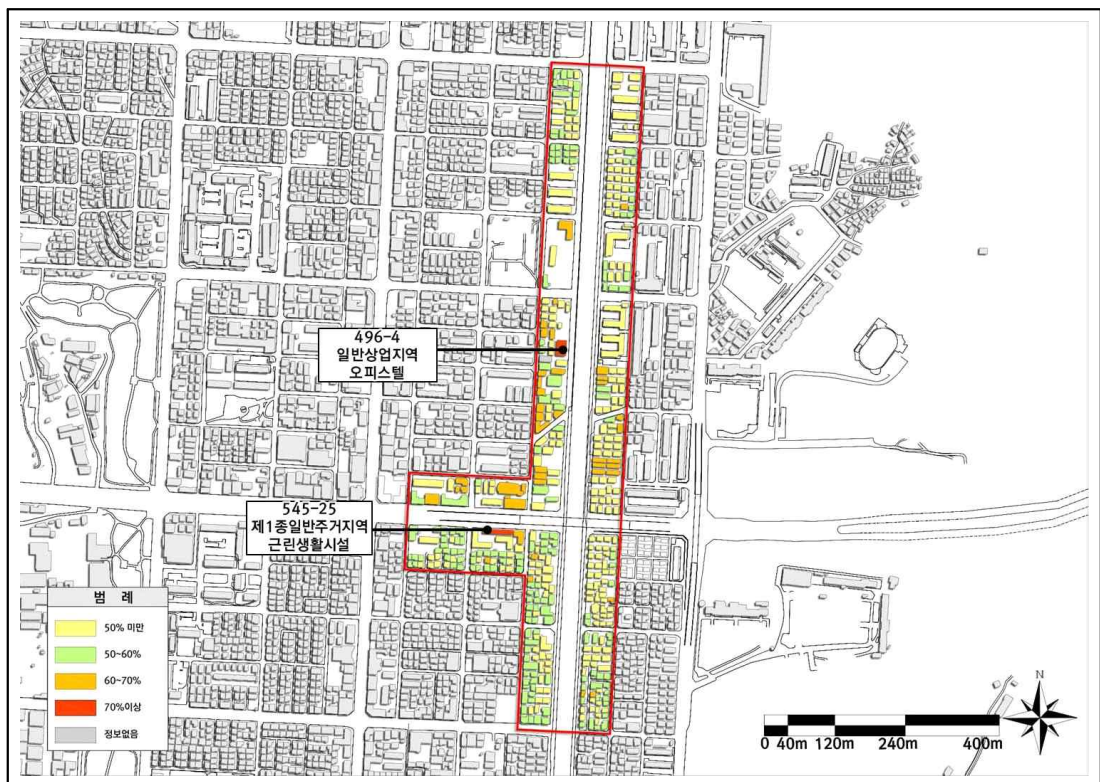 496-4
일반상업지역
오피스텔
545-25
제1종일반주거지역
근린생활시설
범 례
50% 미만
50~60%
60~70%
70%이상
정보없음
N
0 40m 120m 240m 400m